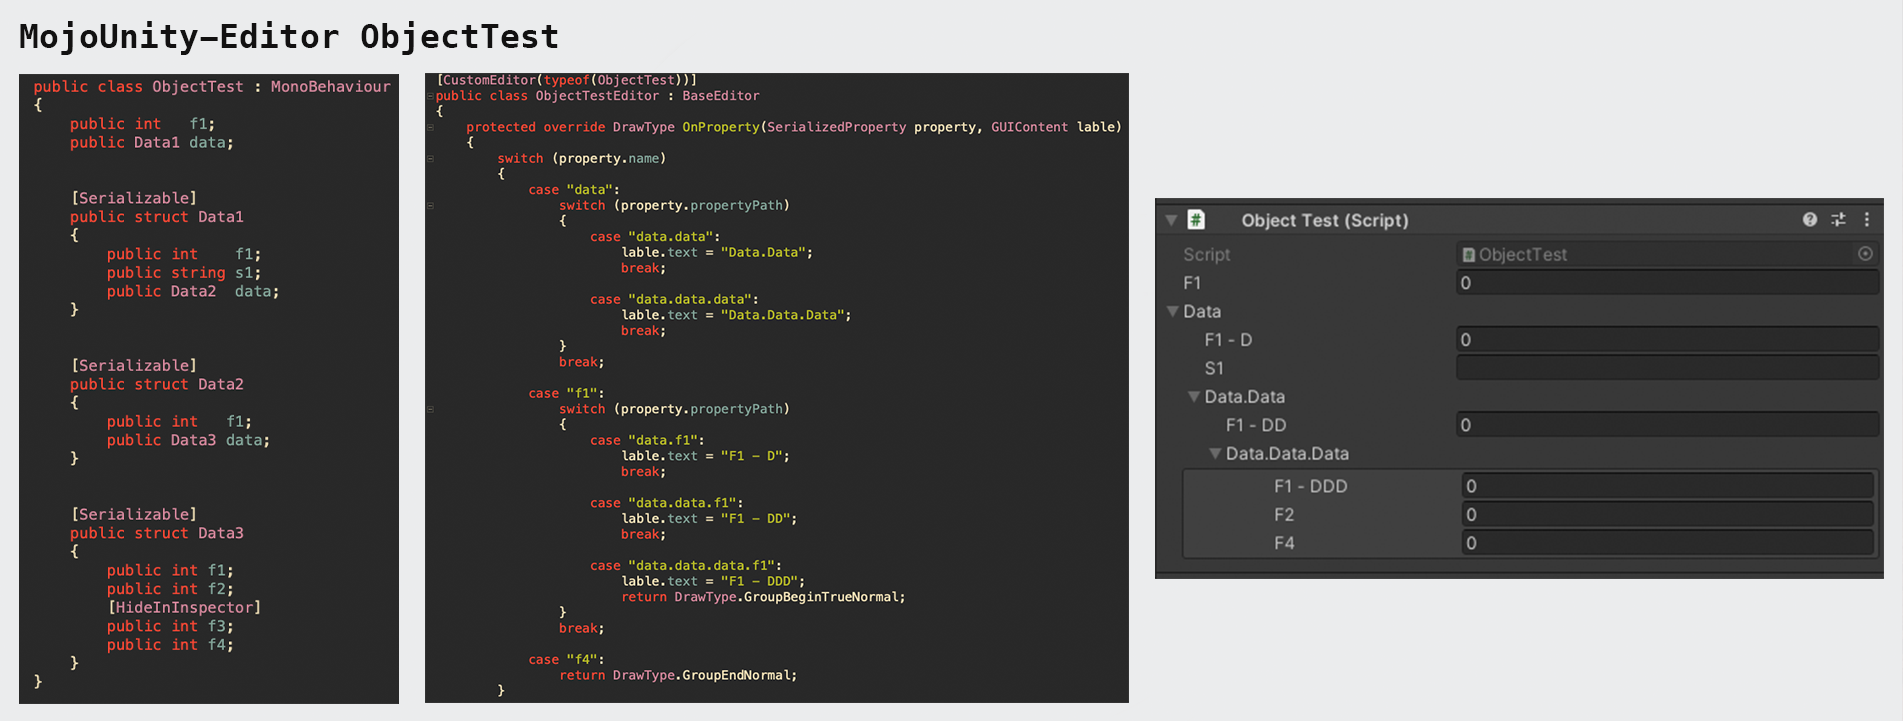 MojoUnity-Editor ObjectTest
public class ObjectTest : MonoBehaviour
{
public int   f1;
public Data1 data;
[Serializable]
public struct Data1
{
public int    f1;
public string s1;
public Data2  data;
}
[Serializable]
public struct Data2
{
public int   f1;
public Data3 data;
}
[Serializable]
public struct Data3
{
public int f1;
public int f2;
[HideInInspector]
public int f3;
public int f4;
}
}
[CustomEditor(typeof(ObjectTest))]
public class ObjectTestEditor : BaseEditor
{
protected override DrawType OnProperty(SerializedProperty property, GUIContent lable)
{
switch (property.name)
{
case "data":
switch (property.propertyPath)
{
case "data.data":
lable.text = "Data.Data";
break;
case "data.data.data":
lable.text = "Data.Data.Data";
break;
}
break;
case "f1":
switch (property.propertyPath)
{
case "data.f1":
lable.text = "F1 - D";
break;
case "data.data.f1":
lable.text = "F1 - DD";
break;
case "data.data.data.f1":
lable.text = "F1 - DDD";
return DrawType.GroupBeginTrueNormal;
}
break;
case "f4":
return DrawType.GroupEndNormal;
}
# Object Test (Script)
Script # ObjectTest
F1 0
Data
F1 - D 0
S1
Data.Data
F1 - DD 0
Data.Data.Data
F1 - DDD 0
F2 0
F4 0